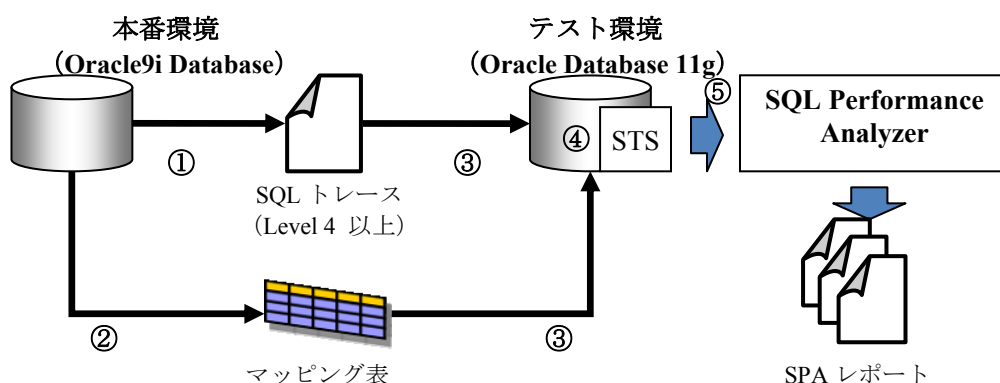 本番環境
(Oracle9i Database)
テスト環境
(Oracle Database 11g)
⑤
SQL Performance
Analyzer
④
STS
①
③
SQL トレース
(Level 4 以上)
②
③
マッピング表
SPA レポート